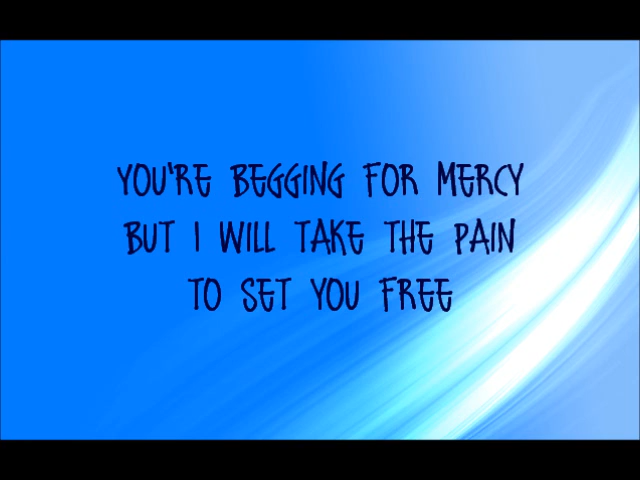 YOU'RE BEGGING FOR MERCY
BUT I WILL TAKE THE PAIN
TO SET YOU FREE